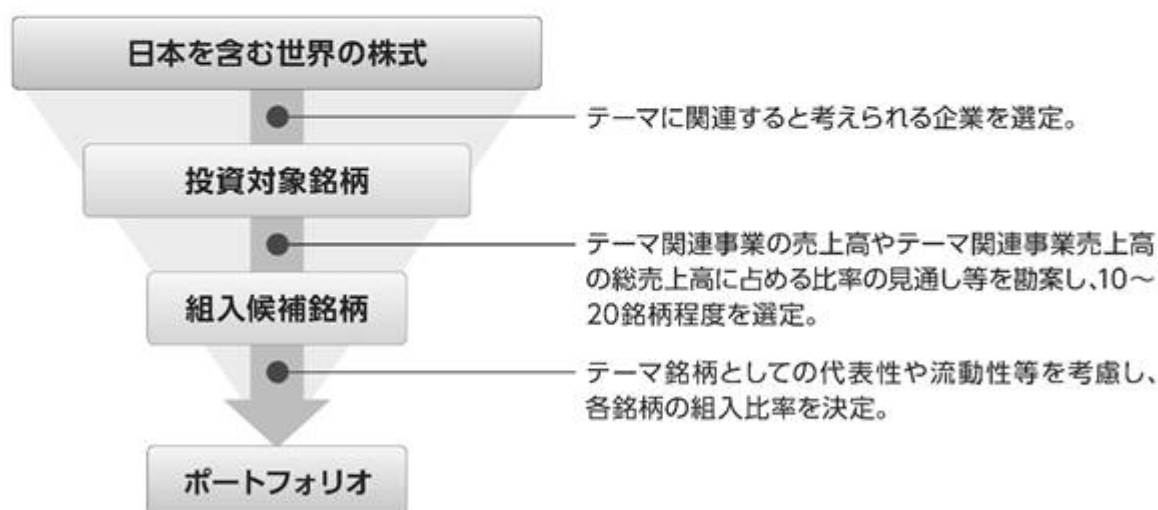 日本を含む世界の株式
テーマに関連すると考えられる企業を選定。
投資対象銘柄
テーマ関連事業の売上高やテーマ関連事業売上高
の総売上高に占める比率の見通し等を勘案し、10～
20銘柄程度を選定。
組入候補銘柄
テーマ銘柄としての代表性や流動性等を考慮し、
各銘柄の組入比率を決定。
ポートフォリオ